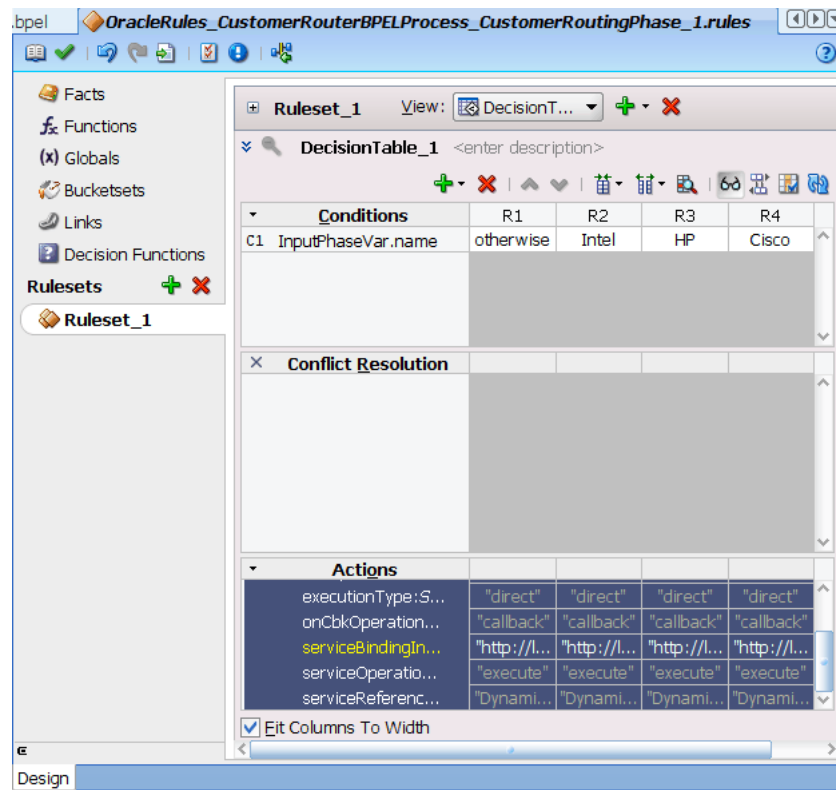 .bpel OracleRules_CustomerRouterBPELProcess_CustomerRoutingPhase_1.rules
Facts
Functions
Globals
Bucketsets
Links
Decision Functions
Rulesets
Ruleset_1
Ruleset_1 View: DecisionT...
DecisionTable_1 <enter description>
Conditions R1 R2 R3 R4
C1 InputPhaseVar.name otherwise Intel HP Cisco
Conflict Resolution
Actions
executionType:S... "direct" "direct" "direct" "direct"
onCbkOperation... "callback" "callback" "callback" "callback"
serviceBindingIn... "http://l... "http://l... "http://l... "http://l...
serviceOperatio... "execute" "execute" "execute" "execute"
serviceReferenc... "Dynami... "Dynami... "Dynami... "Dynami...
Fit Columns To Width
Design